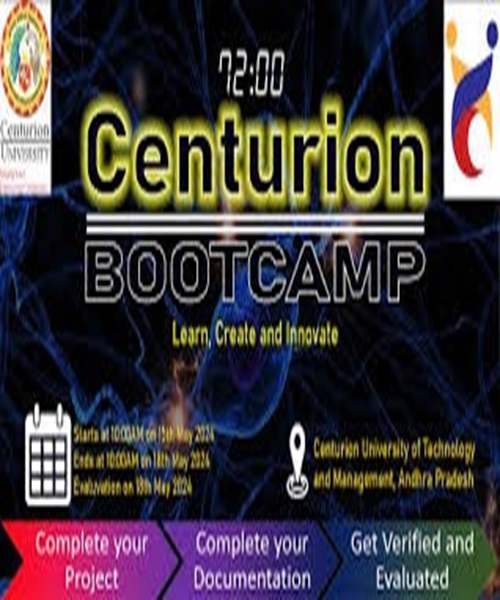 Centurion
UNIVERSITY
72:00
Centurion
BOOTCAMP
Learn, Create and Innovate
Starts at 10:00AM on 15th May 2024
Ends at 10:00AM on 18th May 2024
Evaluvation on 18th May 2024
Centurion University of Technology
and Management, Andhra Pradesh
Complete your
Project
Complete your
Documentation
Get Verified and
Evaluated